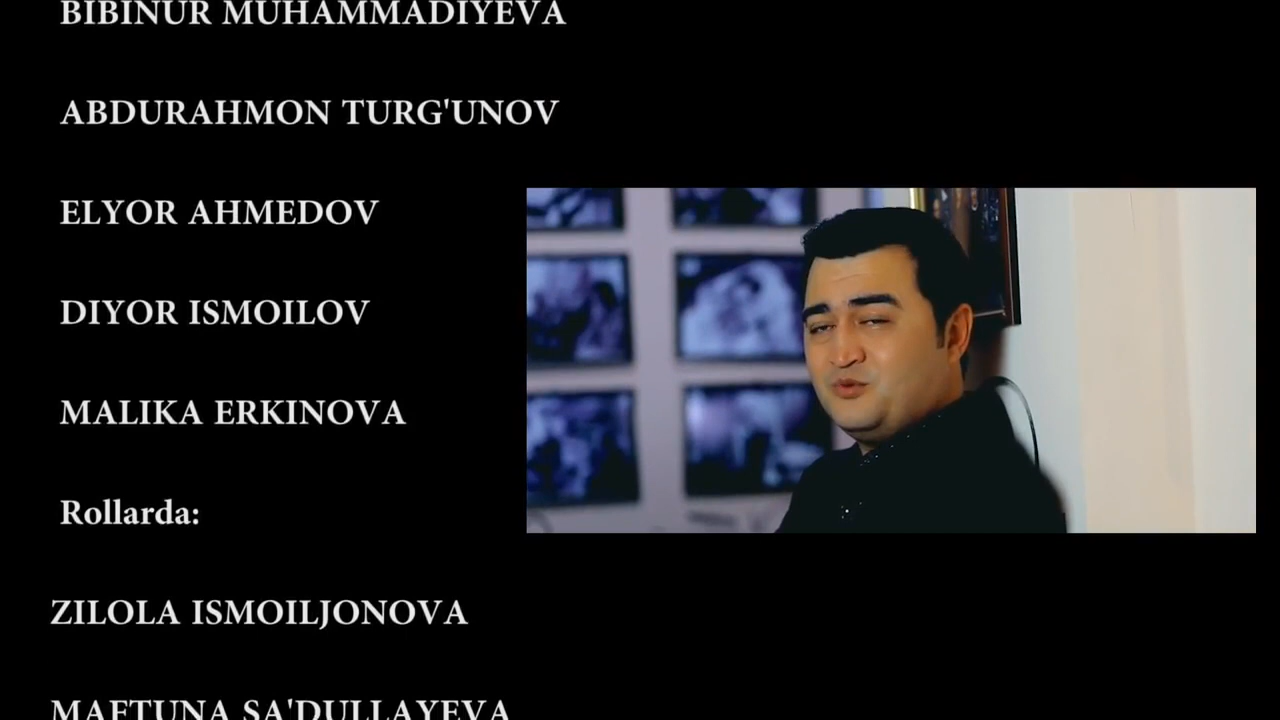 BIBINUR MUHAMMADIYEVA
ABDURAHMON TURG'UNOV
ELYOR AHMEDOV
DIYOR ISMOILOV
MALIKA ERKINOVA
Rollarda:
ZILOLA ISMOILJONOVA
MAFTUNA SA'DULLAYEVA